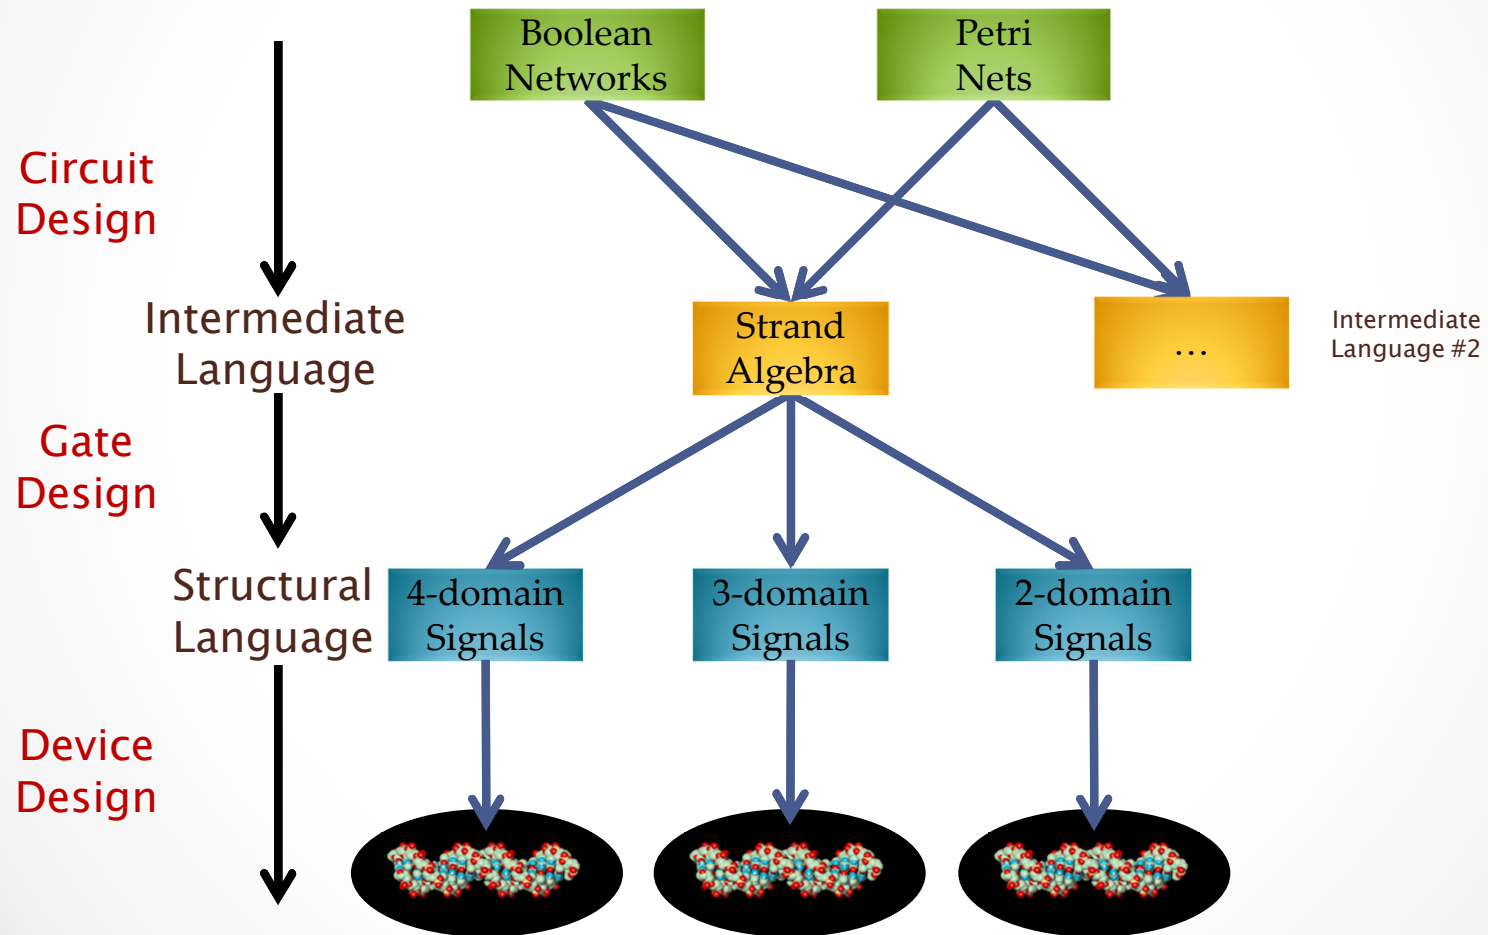 Boolean
Networks
Petri
Nets
Circuit
Design
Intermediate
Language
Strand
Algebra
…
Intermediate
Language #2
Gate
Design
Structural
Language
4-domain
Signals
3-domain
Signals
2-domain
Signals
Device
Design